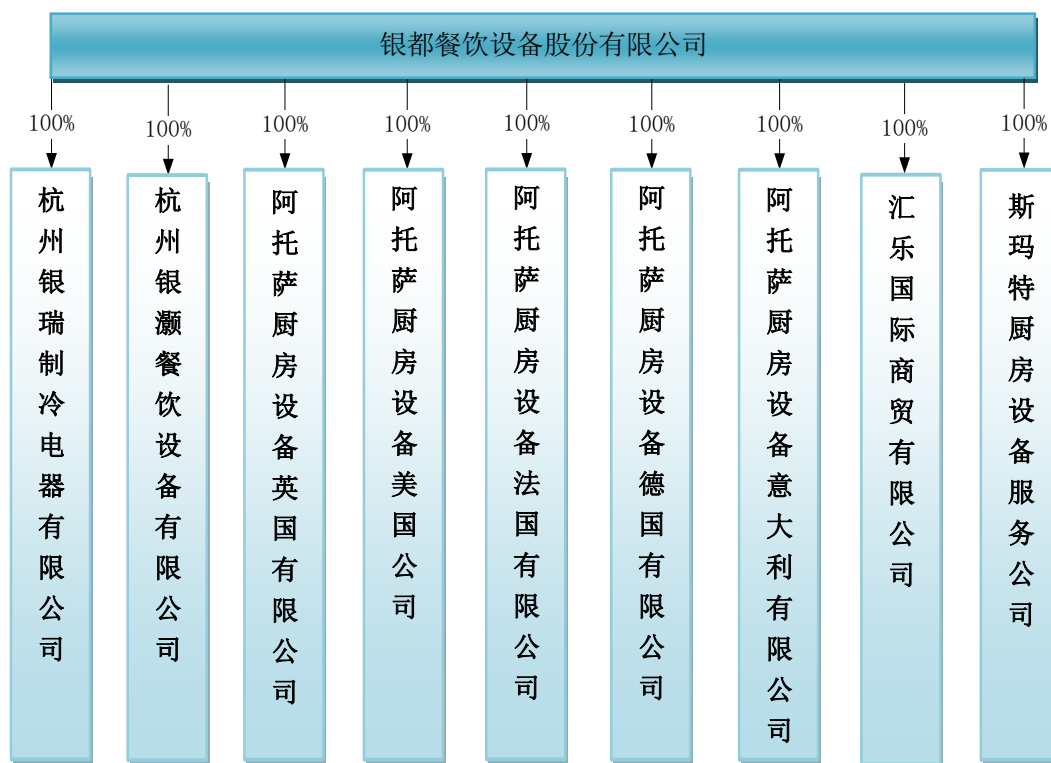 银都餐饮设备股份有限公司
100%
100%
100%
100%
100%
100%
100%
100%
100%
杭州银瑞制冷电器有限公司
杭州银灏餐饮设备有限公司
阿托萨厨房设备英国有限公司
阿托萨厨房设备美国公司
阿托萨厨房设备法国有限公司
阿托萨厨房设备德国有限公司
阿托萨厨房设备意大利有限公司
汇乐国际商贸有限公司
斯玛特厨房设备服务公司